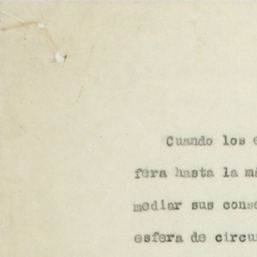 Cuando los
fera hasta la
mediar sus
esfera de